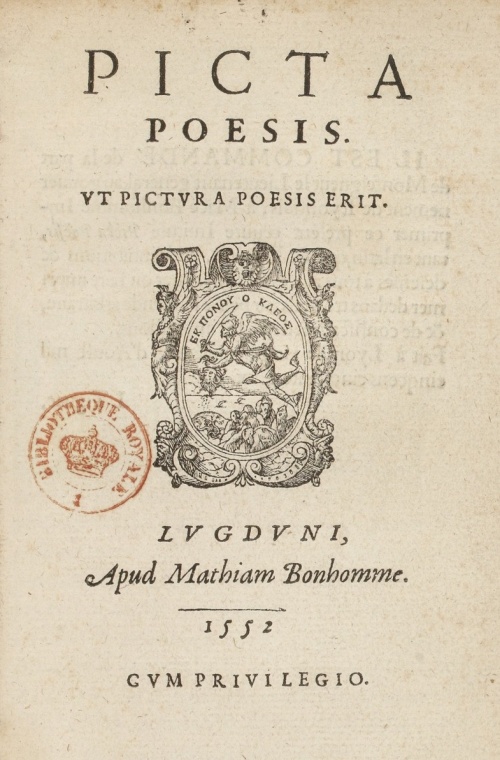 PICTA
POESIS.
VT PICTVRA POESIS ERIT.
ΕΚ ΠΟΝΟΥ Ο ΚΛΕΟΣ
BIBLIOTHEQUE ROYALE
I
LVGDVNI,
Apud Mathiam Bonhomme.
1552
CVM PRIVILEGIO.